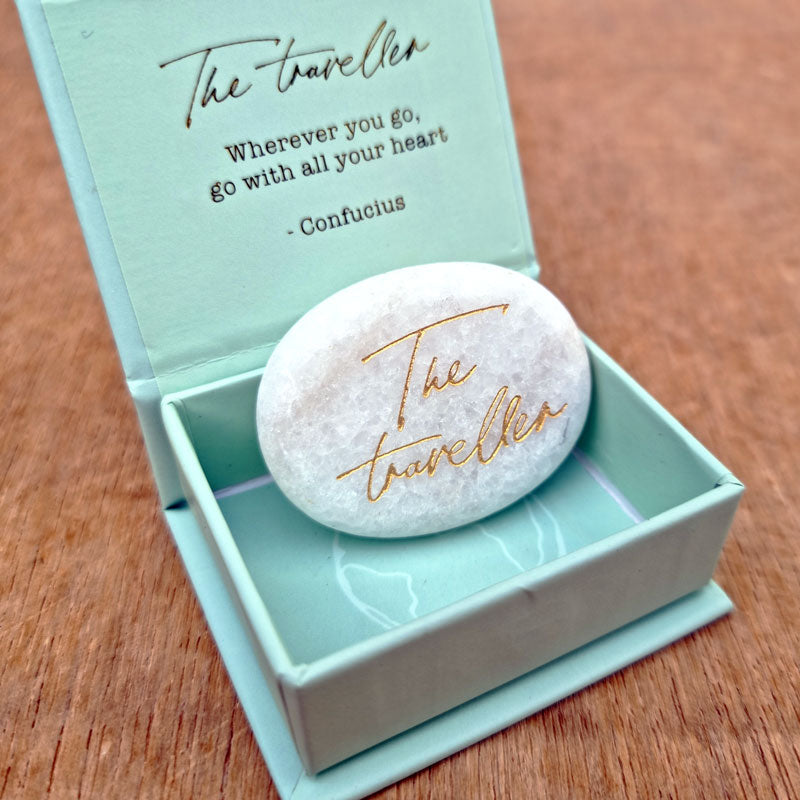 The traveller
Wherever you go,
go with all your heart
- Confucius
The
traveller